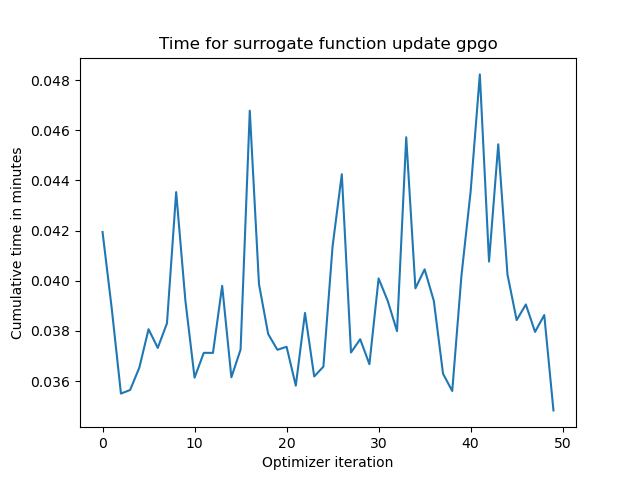 Time for surrogate function update gpgo
0.048
0.046
0.044
0.042
0.040
0.038
0.036
Cumulative time in minutes
0 10 20 30 40 50
Optimizer iteration